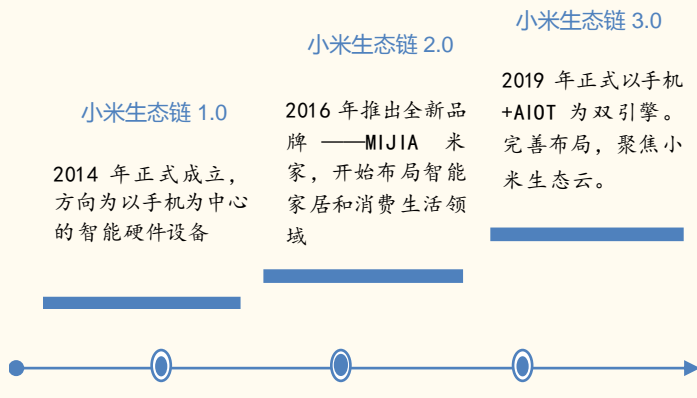 小米生态链 1.0
2014 年正式成立，
方向为以手机为中心
的智能硬件设备
小米生态链 2.0
2016 年推出全新品
牌 ——MIJIA 米
家，开始布局智能
家居和消费生活领
域
小米生态链 3.0
2019 年正式以手机
+AIOT 为双引擎。
完善布局，聚焦小
米生态云。